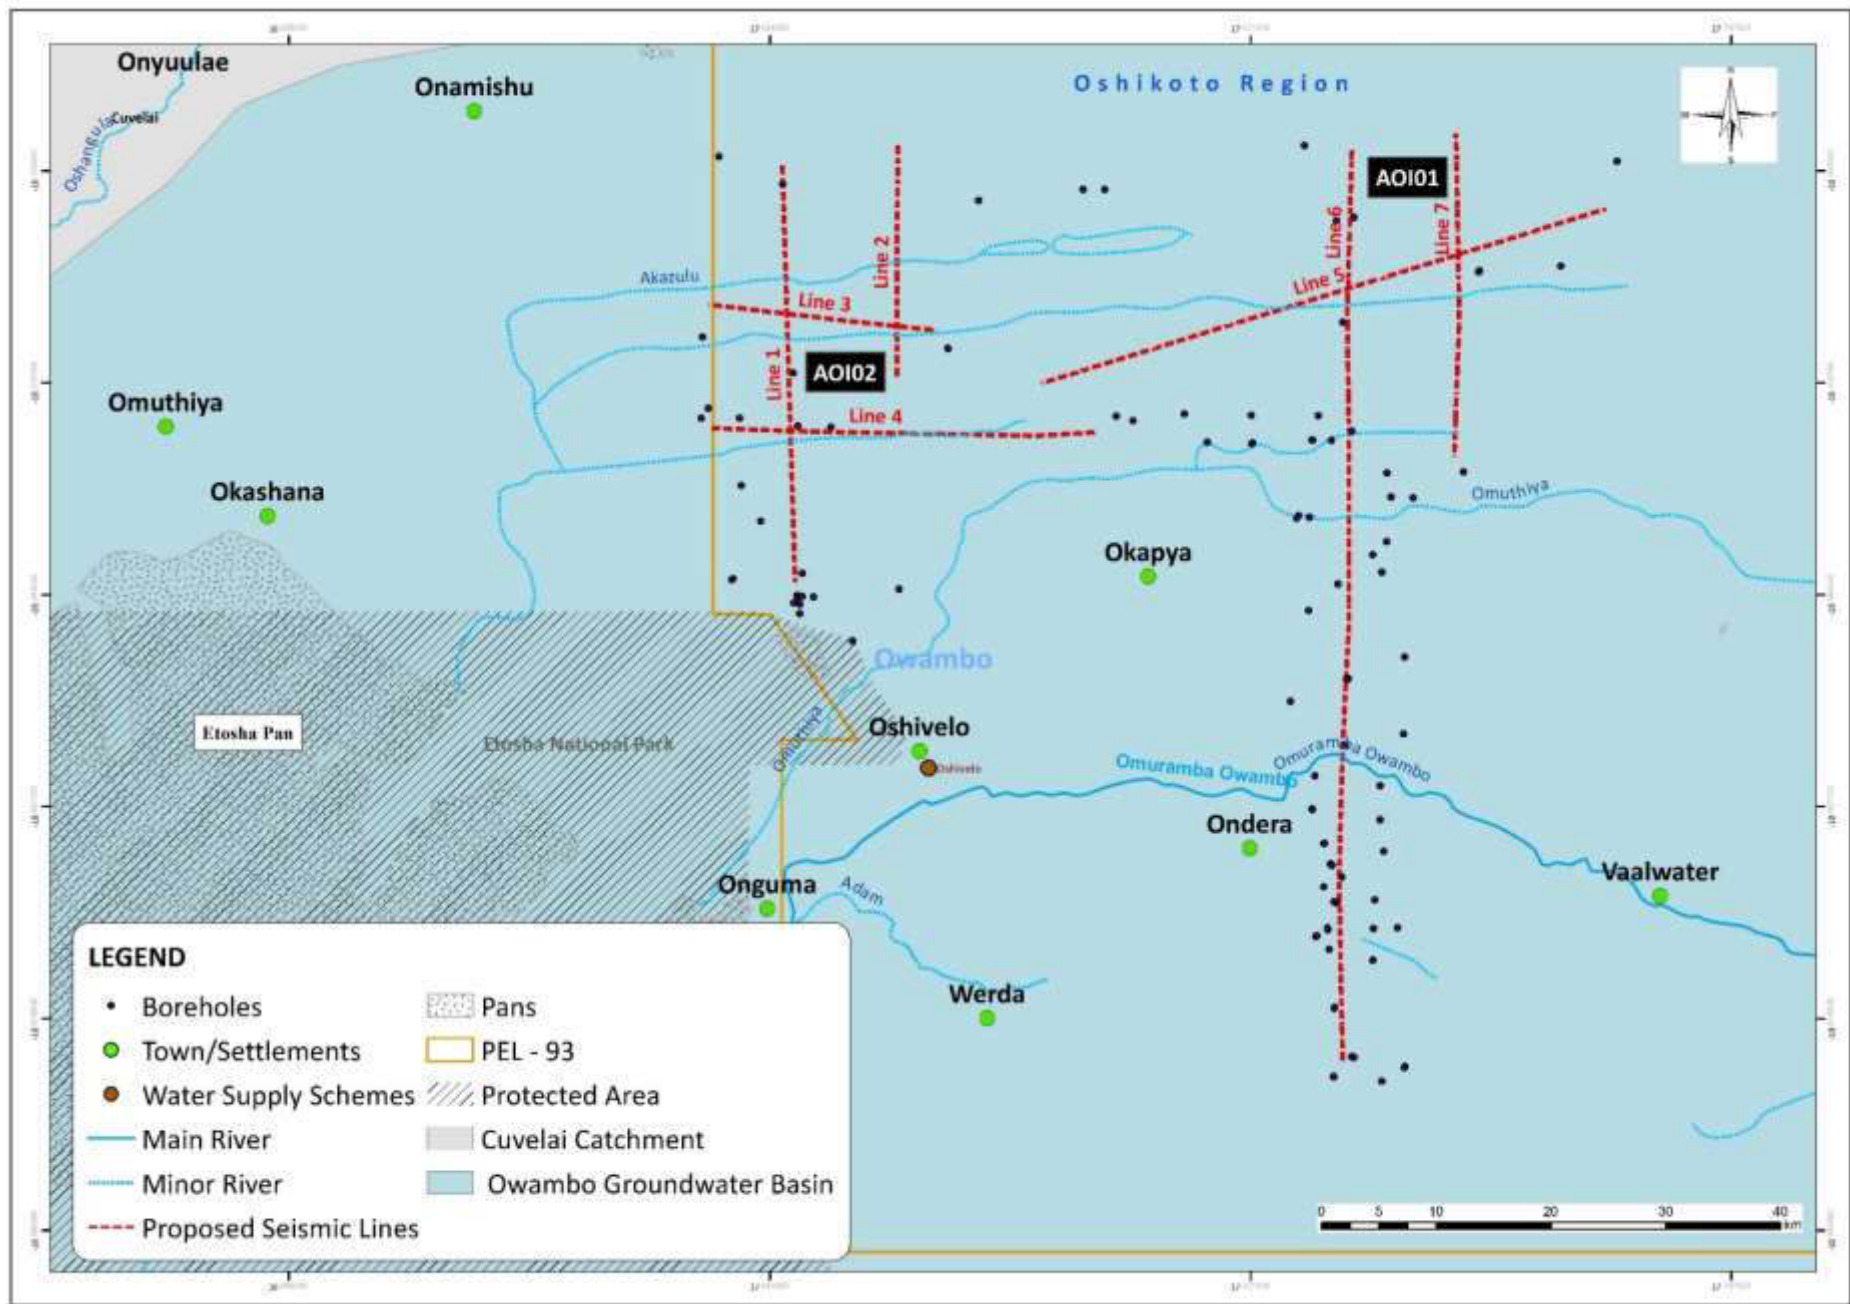 Onyuulae
Onamishu
Oshikoto Region
Cuvelai
Oshangula
AOI01
Line 6
Line 7
Line 2
Akazulu
Line 5
Line 3
Line 1
AOI02
Omuthiya
Line 4
Okashana
Omuthiya
Okapya
Owambo
Etosha Pan
Etosha National Park
Omuthiya
Oshivelo
Oshivelo
Omuramba Owambo
Omuramba Owambo
Ondera
Vaalwater
Onguma
Adam
Werda
LEGEND
Boreholes
Town/Settlements
Water Supply Schemes
Main River
Minor River
Proposed Seismic Lines
Pans
PEL - 93
Protected Area
Cuvelai Catchment
Owambo Groundwater Basin
0 5 10 20 30 40
km